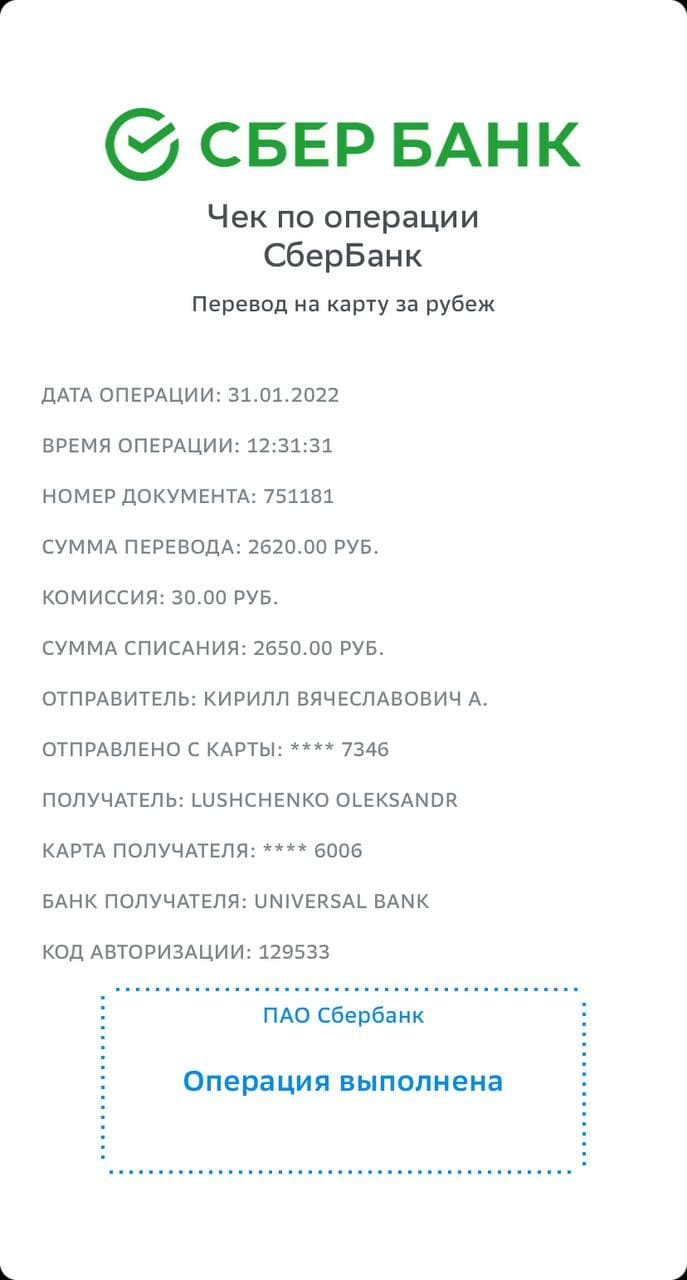 СБЕР БАНК
Чек по операции
СберБанк
Перевод на карту за рубеж
ДАТА ОПЕРАЦИИ: 31.01.2022
ВРЕМЯ ОПЕРАЦИИ: 12:31:31
НОМЕР ДОКУМЕНТА: 751181
СУММА ПЕРЕВОДА: 2620.00 РУБ.
КОМИССИЯ: 30.00 РУБ.
СУММА СПИСАНИЯ: 2650.00 РУБ.
ОТПРАВИТЕЛЬ: КИРИЛЛ ВЯЧЕСЛАВОВИЧ А.
ОТПРАВЛЕНО С КАРТЫ: **** 7346
ПОЛУЧАТЕЛЬ: LUSHCHENKO OLEKSANDR
КАРТА ПОЛУЧАТЕЛЯ: **** 6006
БАНК ПОЛУЧАТЕЛЯ: UNIVERSAL BANK
КОД АВТОРИЗАЦИИ: 129533
ПАО Сбербанк
Операция выполнена